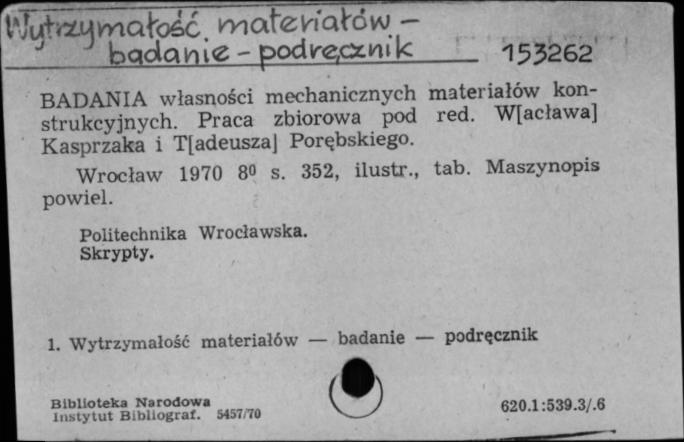 Wytrzymałość materiałów –
badanie – podręcznik
153262
BADANIA własności mechanicznych materiałów kon-
strukcyjnych. Praca zbiorowa pod red. W[acława]
Kasprzaka i T[adeusza] Porębskiego.
Wrocław 1970 8⁰ s. 352, ilustr., tab. Maszynopis
powiel.
Politechnika Wrocławska.
Skrypty.
1. Wytrzymałość materiałów — badanie — podręcznik
Biblioteka Narodowa
Instytut Bibliograf. 5457/70
620.1:539.3/.6